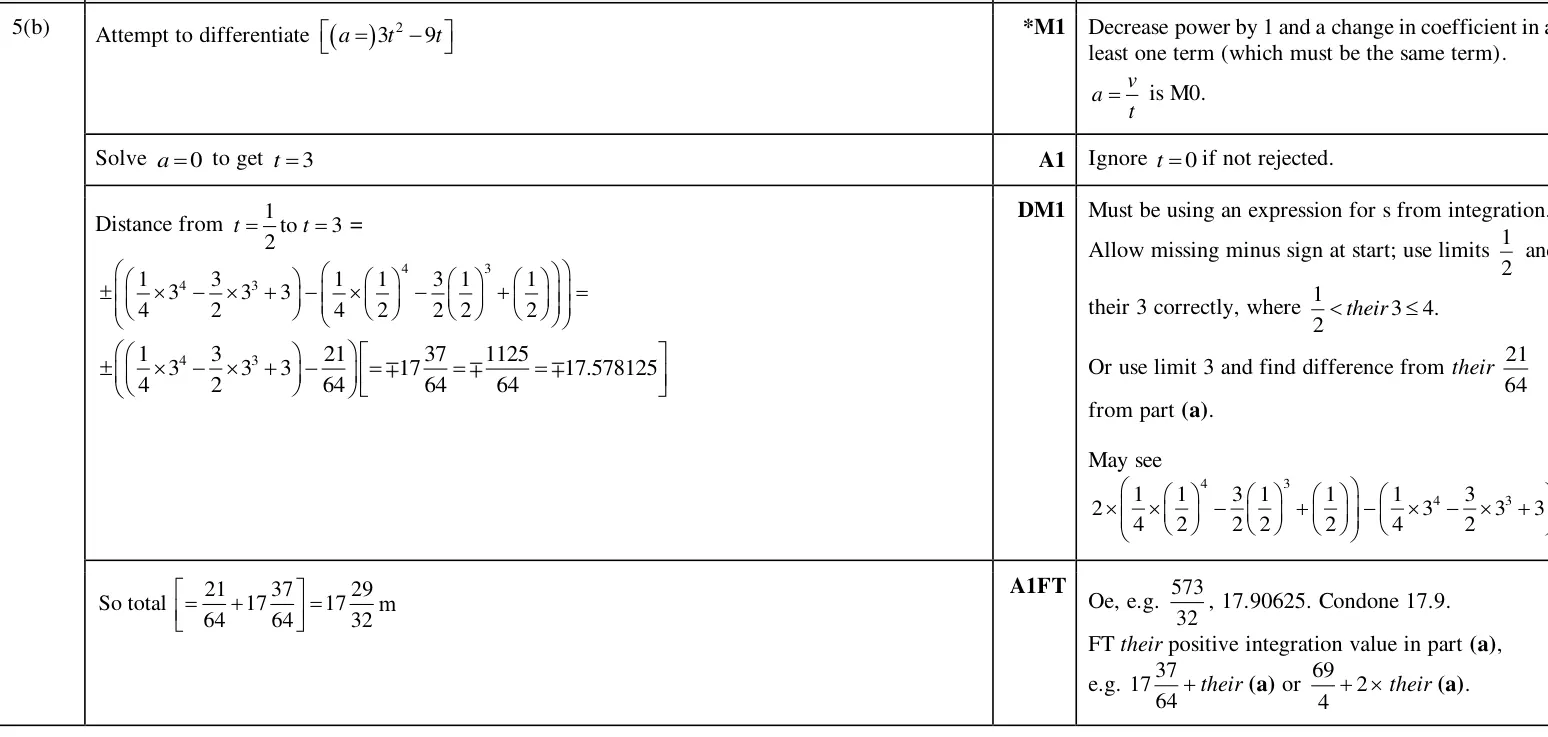 5(b) Attempt to differentiate [(a =) 3t² − 9t] *M1 Decrease power by 1 and a change in coefficient in a
least one term (which must be the same term).
a = v/t is M0.
Solve a = 0 to get t = 3 A1 Ignore t = 0 if not rejected.
Distance from t = 1/2 to t = 3 =
±((1/4 × 3⁴ − 3/2 × 3³ + 3) − (1/4 × (1/2)⁴ − 3/2 (1/2)³ + (1/2))) =
±((1/4 × 3⁴ − 3/2 × 3³ + 3) − 21/64) [= ∓17 37/64 = ∓1125/64 = ∓17.578125]
DM1 Must be using an expression for s from integration.
Allow missing minus sign at start; use limits 1/2 and
their 3 correctly, where 1/2 < their 3 ≤ 4.
Or use limit 3 and find difference from their 21/64
from part (a).
May see
2 × (1/4 × (1/2)⁴ − 3/2 (1/2)³ + (1/2)) − (1/4 × 3⁴ − 3/2 × 3³ + 3)
So total [= 21/64 + 17 37/64] = 17 29/32 m A1FT Oe, e.g. 573/32, 17.90625. Condone 17.9.
FT their positive integration value in part (a),
e.g. 17 37/64 + their (a) or 69/4 + 2 × their (a).